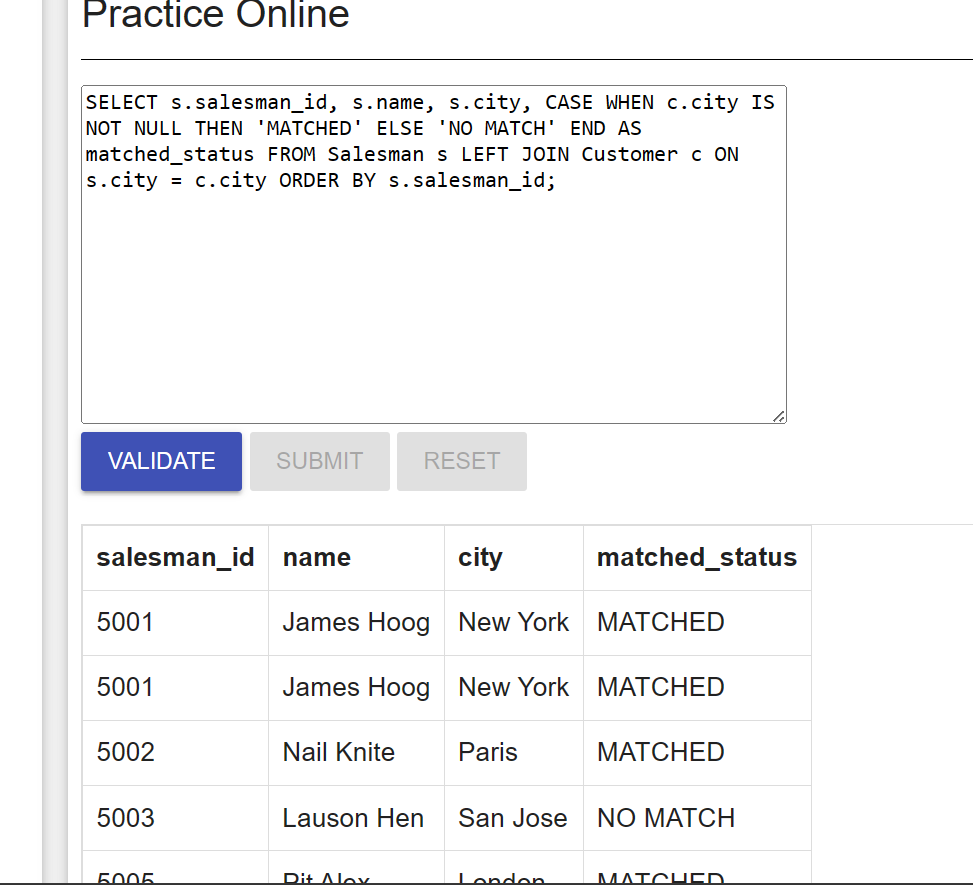 Practice Online
SELECT s.salesman_id, s.name, s.city, CASE WHEN c.city IS
NOT NULL THEN 'MATCHED' ELSE 'NO MATCH' END AS
matched_status FROM Salesman s LEFT JOIN Customer c ON
s.city = c.city ORDER BY s.salesman_id;
VALIDATE SUBMIT RESET
salesman_id name city matched_status
5001 James Hoog New York MATCHED
5001 James Hoog New York MATCHED
5002 Nail Knite Paris MATCHED
5003 Lauson Hen San Jose NO MATCH
5005 Pit Alex London MATCHED